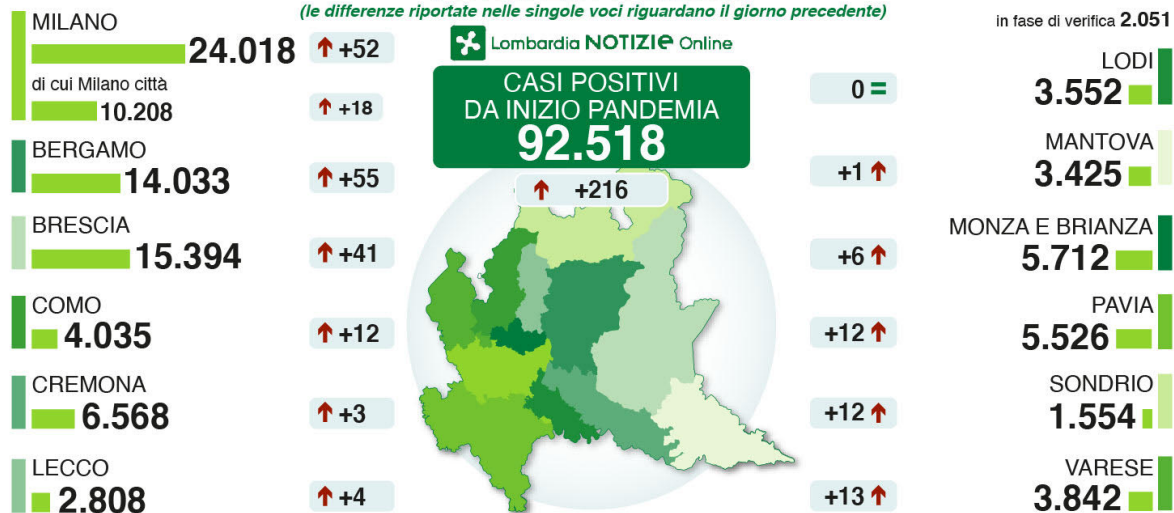 (le differenze riportate nelle singole voci riguardano il giorno precedente)
in fase di verifica 2.051
Lombardia NOTIZIE Online
CASI POSITIVI
DA INIZIO PANDEMIA
92.518
+216
MILANO
24.018 +52
di cui Milano città
10.208 +18
BERGAMO
14.033 +55
BRESCIA
15.394 +41
COMO
4.035 +12
CREMONA
6.568 +3
LECCO
2.808 +4
LODI
0 = 3.552
MANTOVA
+1 3.425
MONZA E BRIANZA
+6 5.712
PAVIA
+12 5.526
SONDRIO
+12 1.554
VARESE
+13 3.842